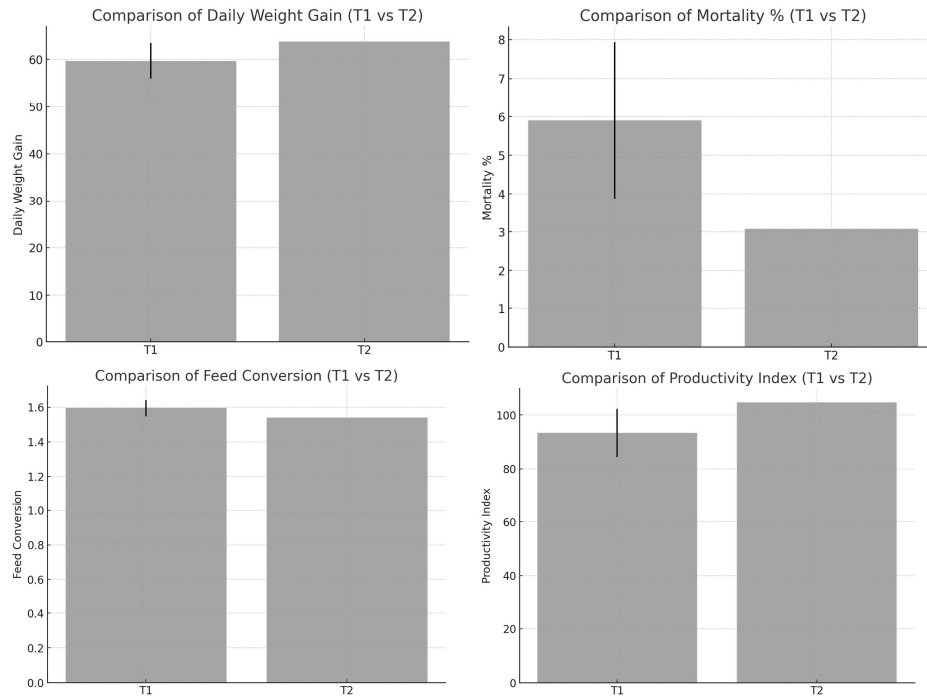 Comparison of Daily Weight Gain (T1 vs T2)
Daily Weight Gain
60
50
40
30
20
10
0
T1
T2
Comparison of Mortality % (T1 vs T2)
Mortality %
8
7
6
5
4
3
2
1
0
T1
T2
Comparison of Feed Conversion (T1 vs T2)
Feed Conversion
1.6
1.4
1.2
1.0
0.8
0.6
0.4
0.2
0.0
T1
T2
Comparison of Productivity Index (T1 vs T2)
Productivity Index
100
80
60
40
20
0
T1
T2